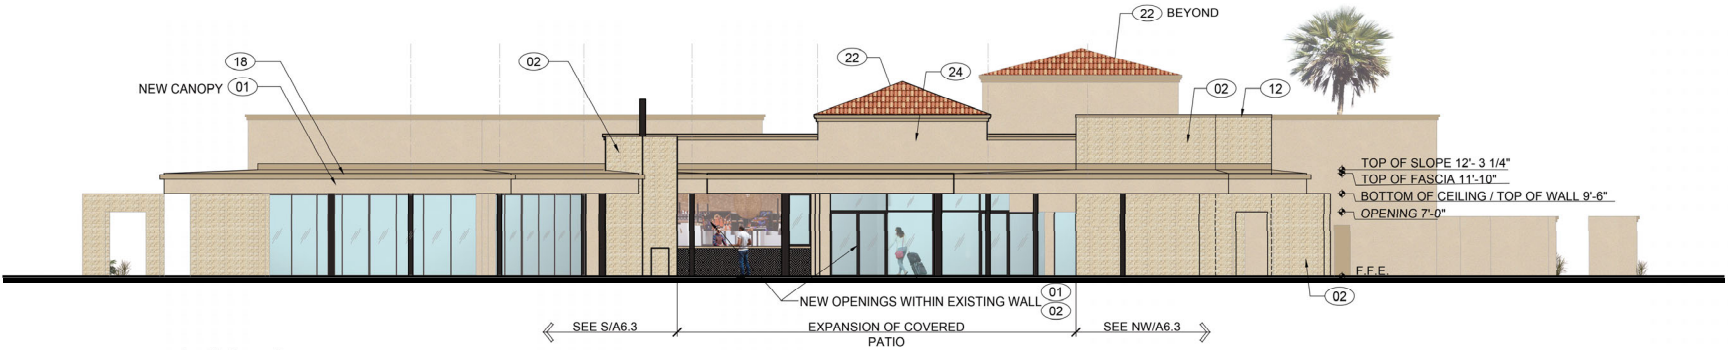 22 BEYOND
22
24
18
02
NEW CANOPY 01
02
12
TOP OF SLOPE 12'- 3 1/4"
TOP OF FASCIA 11'-10"
BOTTOM OF CEILING / TOP OF WALL 9'-6"
OPENING 7'-0"
F.F.E.
NEW OPENINGS WITHIN EXISTING WALL
01
02
02
SEE S/A6.3
EXPANSION OF COVERED
PATIO
SEE NW/A6.3